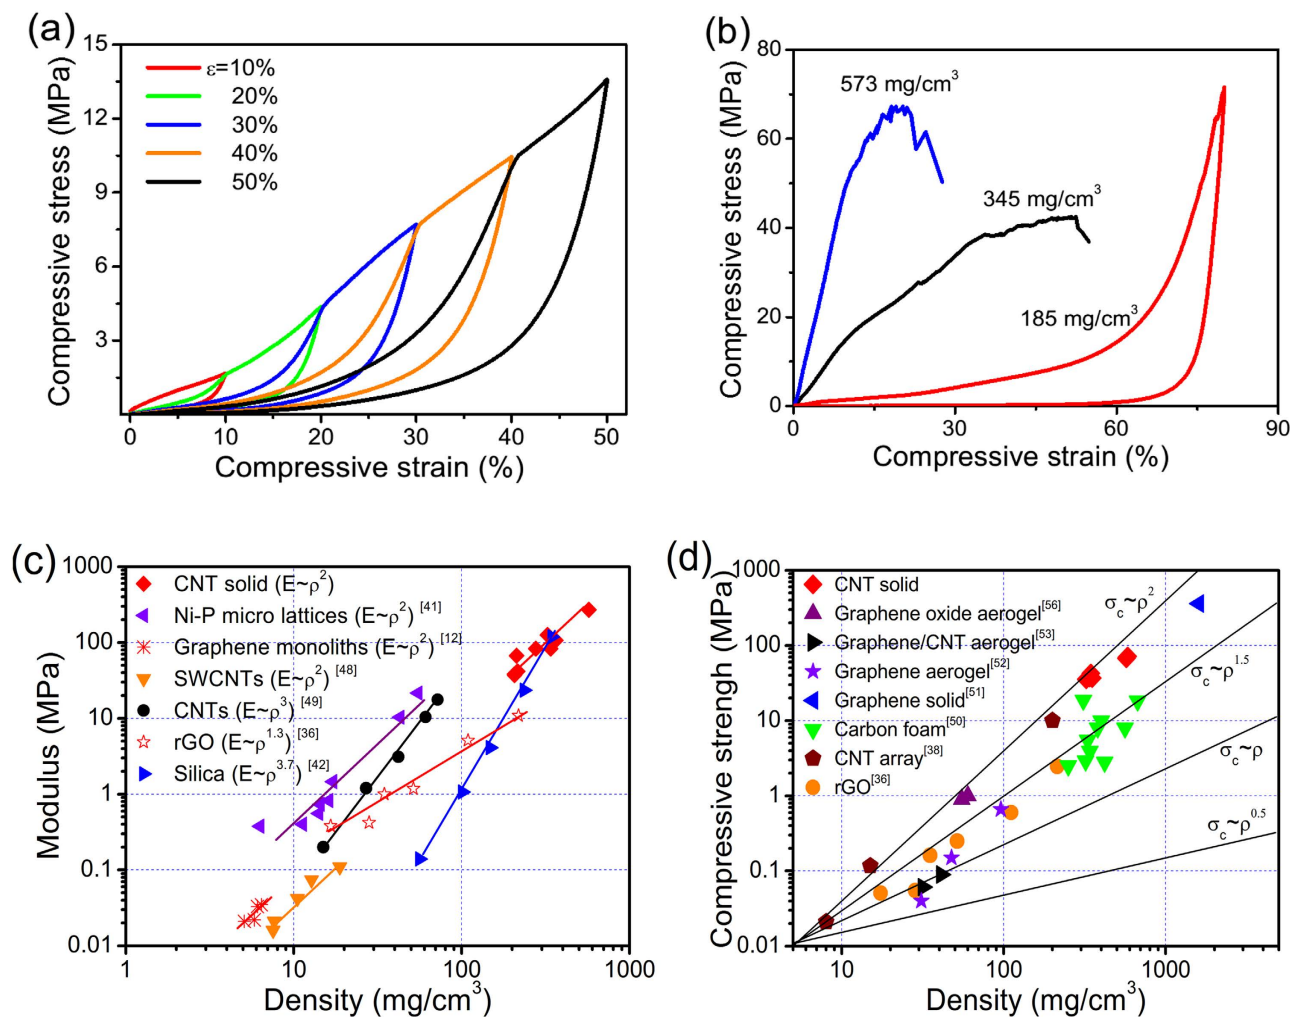 (a)
15
12
9
6
3
Compressive stress (MPa)
ε=10%
20%
30%
40%
50%
0 10 20 30 40 50
Compressive strain (%)
(b)
80
60
40
20
0
Compressive stress (MPa)
573 mg/cm³
345 mg/cm³
185 mg/cm³
0 30 60 90
Compressive strain (%)
(c)
1000
100
10
1
0.1
0.01
Modulus (MPa)
CNT solid (E~ρ²)
Ni-P micro lattices (E~ρ²) [41]
Graphene monoliths (E~ρ²) [12]
SWCNTs (E~ρ²) [48]
CNTs (E~ρ³) [49]
rGO (E~ρ^1.3) [36]
Silica (E~ρ^3.7) [42]
1 10 100 1000
Density (mg/cm³)
(d)
1000
100
10
1
0.1
0.01
Compressive strengh (MPa)
CNT solid
Graphene oxide aerogel[56]
Graphene/CNT aerogel[53]
Graphene aerogel[52]
Graphene solid[51]
Carbon foam[50]
CNT array[38]
rGO[36]
σc~ρ²
σc~ρ^1.5
σc~ρ
σc~ρ^0.5
10 100 1000
Density (mg/cm³)